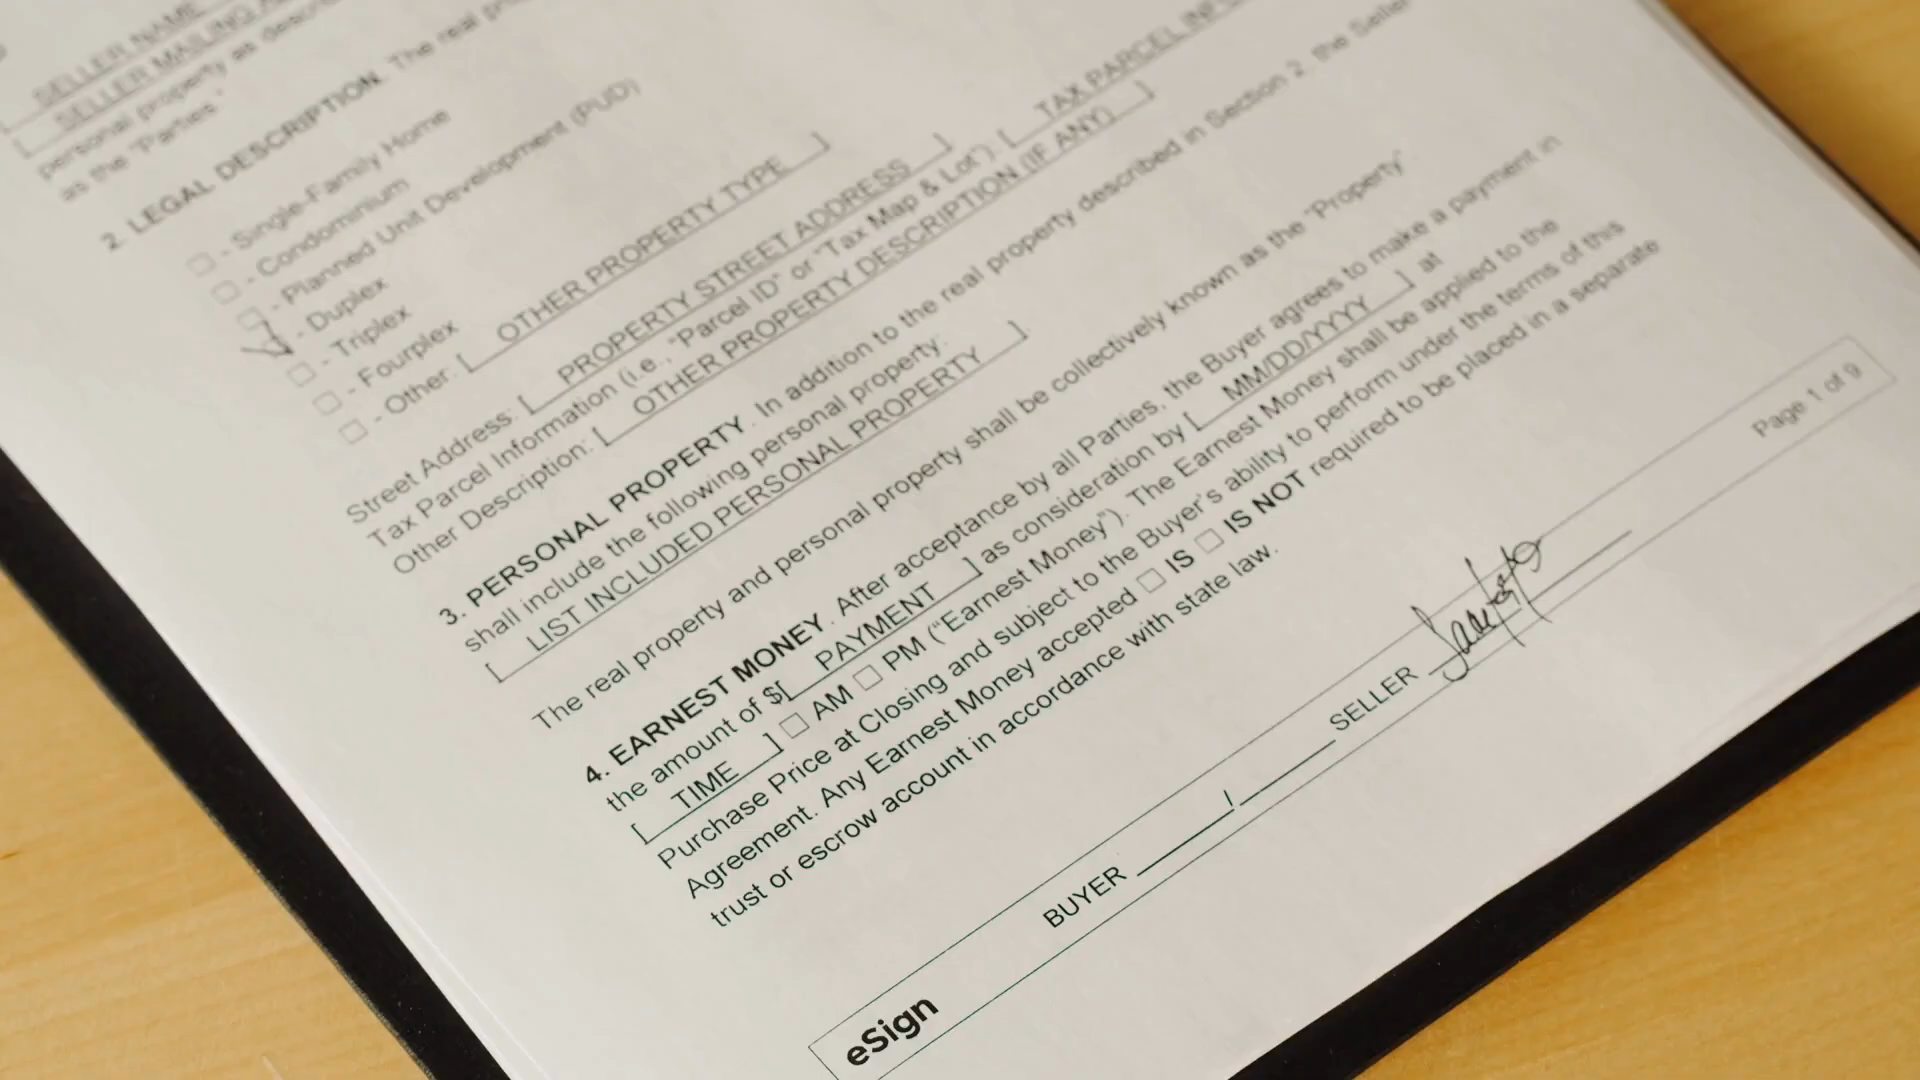 SELLER NAME
SELLER MAILING
personal property as
as the "Parties."
2. LEGAL DESCRIPTION. The real
☐ - Single-Family Home
☐ - Condominium
☐ - Planned Unit Development (PUD)
☑ - Duplex
☐ - Triplex
☐ - Fourplex
☐ - Other: [ OTHER PROPERTY TYPE ]
Street Address: [ PROPERTY STREET ADDRESS ]
Tax Parcel Information (i.e., "Parcel ID" or "Tax Map & Lot"): [ TAX PARCEL
Other Description: [ OTHER PROPERTY DESCRIPTION (IF ANY) ]
3. PERSONAL PROPERTY. In addition to the real property described in Section 2, the Seller
shall include the following personal property:
[ LIST INCLUDED PERSONAL PROPERTY ]
The real property and personal property shall be collectively known as the "Property".
4. EARNEST MONEY. After acceptance by all Parties, the Buyer agrees to make a payment in
the amount of $[ PAYMENT ] as consideration by [ MM/DD/YYYY ] at
[ TIME ] ☐ AM ☐ PM ("Earnest Money"). The Earnest Money shall be applied to the
Purchase Price at Closing and subject to the Buyer's ability to perform under the terms of this
Agreement. Any Earnest Money accepted ☐ IS ☐ IS NOT required to be placed in a separate
trust or escrow account in accordance with state law.
eSign BUYER ____ / ____ SELLER ____ Page 1 of 9